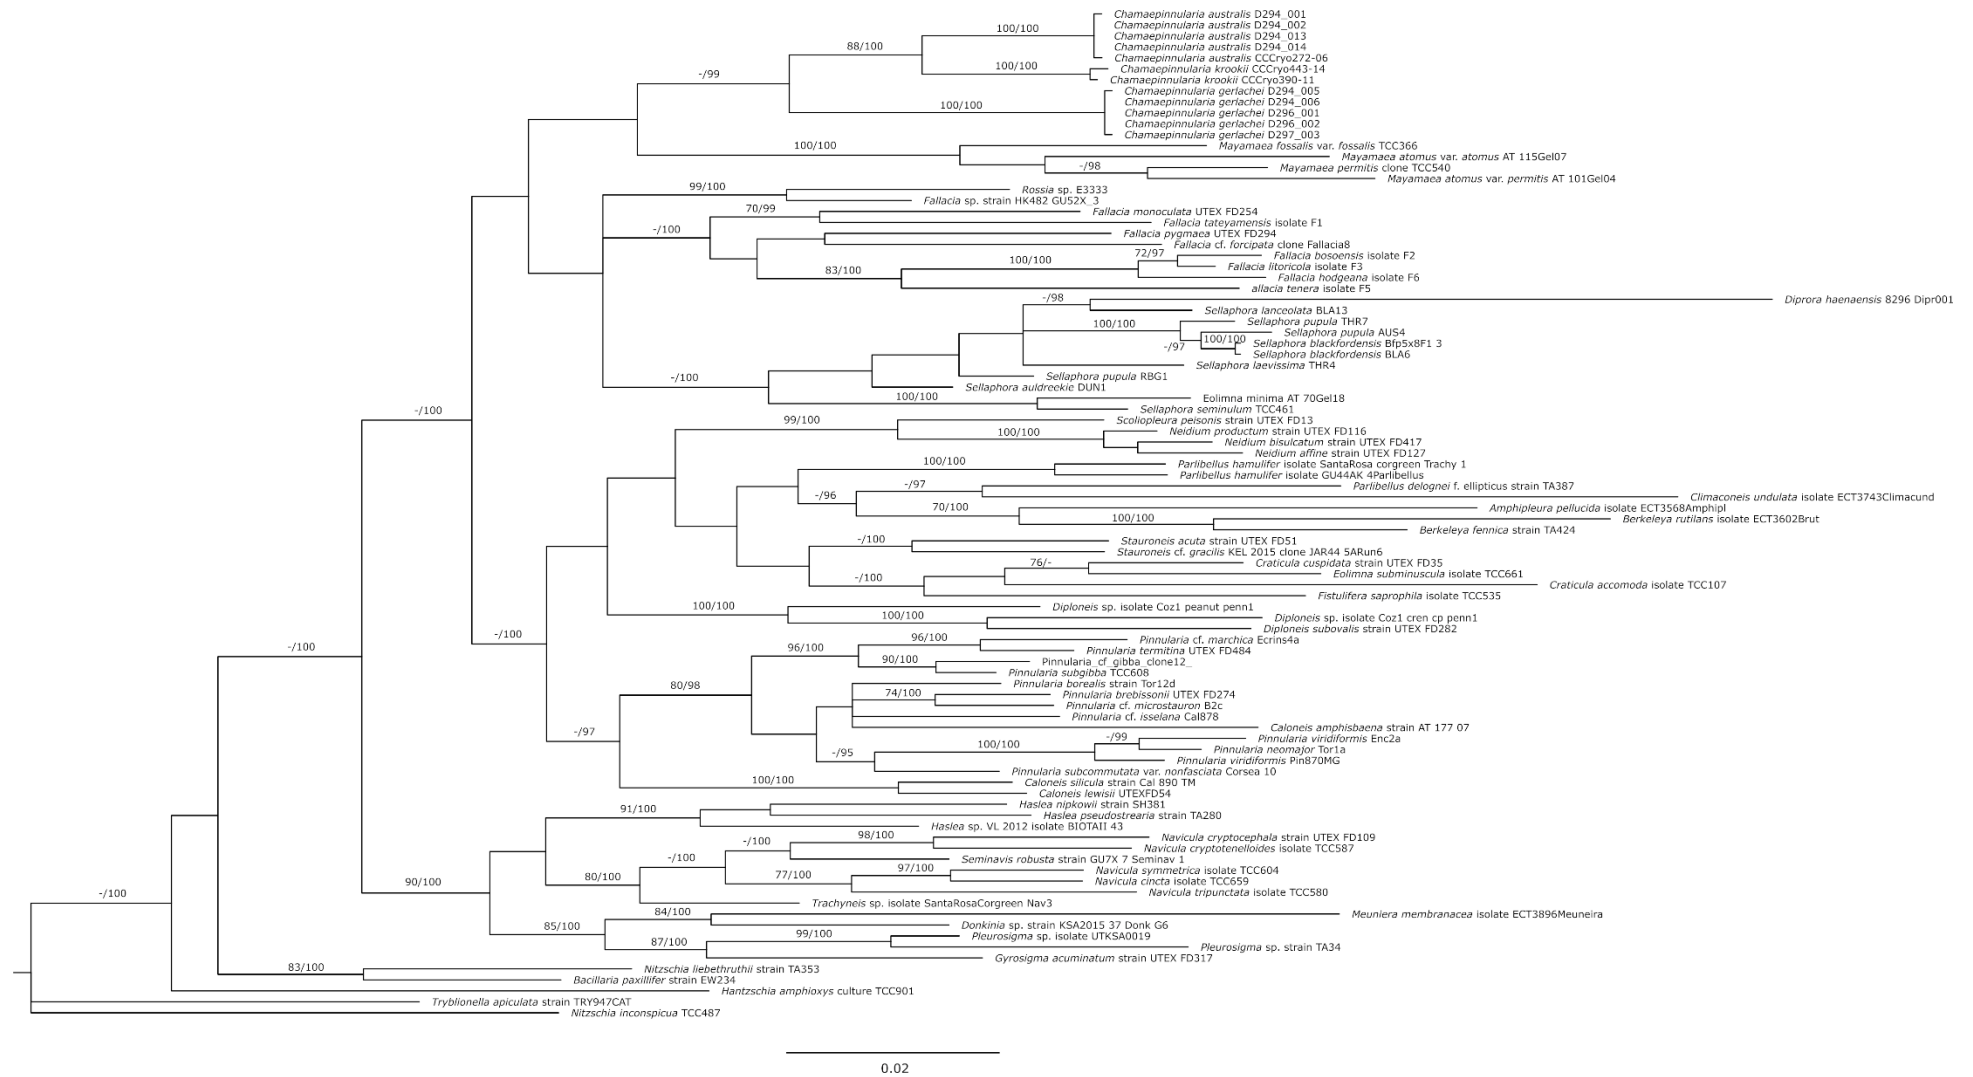 Chamaepinnularia australis D294_001
100/100
Chamaepinnularia australis D294_002
Chamaepinnularia australis D294_013
88/100
Chamaepinnularia australis D294_014
Chamaepinnularia australis CCCryo272-06
100/100
Chamaepinnularia krookii CCCryo443-14
-/99
Chamaepinnularia krookii CCCryo390-11
Chamaepinnularia gerlachei D294_005
100/100
Chamaepinnularia gerlachei D294_006
Chamaepinnularia gerlachei D296_001
Chamaepinnularia gerlachei D296_002
Chamaepinnularia gerlachei D297_003
100/100
Mayamaea fossalis var. fossalis TCC366
Mayamaea atomus var. atomus AT 115Gel07
-/98
Mayamaea permitis clone TCC540
Mayamaea atomus var. permitis AT 101Gel04
99/100
Rossia sp. E3333
Fallacia sp. strain HK482 GU52X_3
70/99
Fallacia monoculata UTEX FD254
Fallacia tateyamensis isolate F1
-/100
Fallacia pygmaea UTEX FD294
Fallacia cf. forcipata clone Fallacia8
72/97
Fallacia bosoensis isolate F2
100/100
Fallacia litoricola isolate F3
83/100
Fallacia hodgeana isolate F6
allacia tenera isolate F5
-/98
Diprora haenaensis 8296 Dipr001
Sellaphora lanceolata BLA13
100/100
Sellaphora pupula THR7
Sellaphora pupula AUS4
100/100
-/97
Sellaphora blackfordensis Bfp5x8F1 3
Sellaphora blackfordensis BLA6
Sellaphora laevissima THR4
-/100
Sellaphora pupula RBG1
Sellaphora auldreekie DUN1
100/100
Eolimna minima AT 70Gel18
Sellaphora seminulum TCC461
-/100
99/100
Scoliopleura peisonis strain UTEX FD13
100/100
Neidium productum strain UTEX FD116
Neidium bisulcatum strain UTEX FD417
Neidium affine strain UTEX FD127
100/100
Parlibellus hamulifer isolate SantaRosa corgreen Trachy 1
Parlibellus hamulifer isolate GU44AK 4Parlibellus
-/97
Parlibellus delognei f. ellipticus strain TA387
-/96
Climaconeis undulata isolate ECT3743Climacund
70/100
Amphipleura pellucida isolate ECT3568Amphipl
100/100
Berkeleya rutilans isolate ECT3602Brut
Berkeleya fennica strain TA424
-/100
Stauroneis acuta strain UTEX FD51
Stauroneis cf. gracilis KEL 2015 clone JAR44 5ARun6
76/-
Craticula cuspidata strain UTEX FD35
-/100
Eolimna subminuscula isolate TCC661
Craticula accomoda isolate TCC107
Fistulifera saprophila isolate TCC535
100/100
Diploneis sp. isolate Coz1 peanut penn1
100/100
Diploneis sp. isolate Coz1 cren cp penn1
Diploneis subovalis strain UTEX FD282
-/100
96/100
Pinnularia cf. marchica Ecrins4a
96/100
Pinnularia termitina UTEX FD484
-/100
90/100
Pinnularia_cf_gibba_clone12_
Pinnularia subgibba TCC608
80/98
Pinnularia borealis strain Tor12d
74/100
Pinnularia brebissonii UTEX FD274
Pinnularia cf. microstauron B2c
Pinnularia cf. isselana Cal878
-/97
Caloneis amphisbaena strain AT 177 07
-/99
Pinnularia viridiformis Enc2a
100/100
Pinnularia neomajor Tor1a
-/95
Pinnularia viridiformis Pin870MG
Pinnularia subcommutata var. nonfasciata Corsea 10
100/100
Caloneis silicula strain Cal 890 TM
Caloneis lewisii UTEXFD54
91/100
Haslea nipkowii strain SH381
Haslea pseudostrearia strain TA280
Haslea sp. VL 2012 isolate BIOTAII 43
98/100
Navicula cryptocephala strain UTEX FD109
-/100
Navicula cryptotenelloides isolate TCC587
-/100
Seminavis robusta strain GU7X 7 Seminav 1
97/100
Navicula symmetrica isolate TCC604
80/100
77/100
Navicula cincta isolate TCC659
90/100
Navicula tripunctata isolate TCC580
-/100
Trachyneis sp. isolate SantaRosaCorgreen Nav3
84/100
Meuniera membranacea isolate ECT3896Meuneira
85/100
Donkinia sp. strain KSA2015 37 Donk G6
99/100
Pleurosigma sp. isolate UTKSA0019
87/100
Pleurosigma sp. strain TA34
Gyrosigma acuminatum strain UTEX FD317
83/100
Nitzschia liebethruthii strain TA353
Bacillaria paxillifer strain EW234
Hantzschia amphioxys culture TCC901
Tryblionella apiculata strain TRY947CAT
Nitzschia inconspicua TCC487
0.02